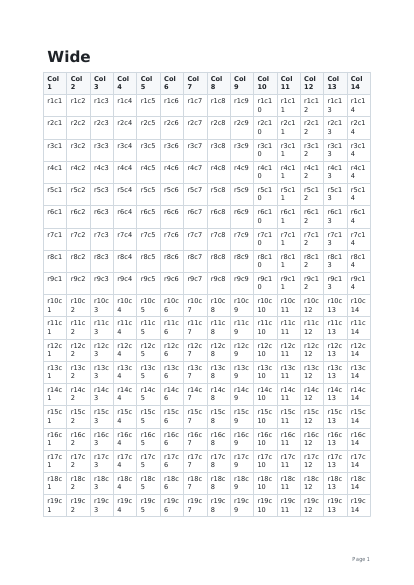 Wide
Col 1 Col 2 Col 3 Col 4 Col 5 Col 6 Col 7 Col 8 Col 9 Col 10 Col 11 Col 12 Col 13 Col 14
r1c1 r1c2 r1c3 r1c4 r1c5 r1c6 r1c7 r1c8 r1c9 r1c10 r1c11 r1c12 r1c13 r1c14
r2c1 r2c2 r2c3 r2c4 r2c5 r2c6 r2c7 r2c8 r2c9 r2c10 r2c11 r2c12 r2c13 r2c14
r3c1 r3c2 r3c3 r3c4 r3c5 r3c6 r3c7 r3c8 r3c9 r3c10 r3c11 r3c12 r3c13 r3c14
r4c1 r4c2 r4c3 r4c4 r4c5 r4c6 r4c7 r4c8 r4c9 r4c10 r4c11 r4c12 r4c13 r4c14
r5c1 r5c2 r5c3 r5c4 r5c5 r5c6 r5c7 r5c8 r5c9 r5c10 r5c11 r5c12 r5c13 r5c14
r6c1 r6c2 r6c3 r6c4 r6c5 r6c6 r6c7 r6c8 r6c9 r6c10 r6c11 r6c12 r6c13 r6c14
r7c1 r7c2 r7c3 r7c4 r7c5 r7c6 r7c7 r7c8 r7c9 r7c10 r7c11 r7c12 r7c13 r7c14
r8c1 r8c2 r8c3 r8c4 r8c5 r8c6 r8c7 r8c8 r8c9 r8c10 r8c11 r8c12 r8c13 r8c14
r9c1 r9c2 r9c3 r9c4 r9c5 r9c6 r9c7 r9c8 r9c9 r9c10 r9c11 r9c12 r9c13 r9c14
r10c1 r10c2 r10c3 r10c4 r10c5 r10c6 r10c7 r10c8 r10c9 r10c10 r10c11 r10c12 r10c13 r10c14
r11c1 r11c2 r11c3 r11c4 r11c5 r11c6 r11c7 r11c8 r11c9 r11c10 r11c11 r11c12 r11c13 r11c14
r12c1 r12c2 r12c3 r12c4 r12c5 r12c6 r12c7 r12c8 r12c9 r12c10 r12c11 r12c12 r12c13 r12c14
r13c1 r13c2 r13c3 r13c4 r13c5 r13c6 r13c7 r13c8 r13c9 r13c10 r13c11 r13c12 r13c13 r13c14
r14c1 r14c2 r14c3 r14c4 r14c5 r14c6 r14c7 r14c8 r14c9 r14c10 r14c11 r14c12 r14c13 r14c14
r15c1 r15c2 r15c3 r15c4 r15c5 r15c6 r15c7 r15c8 r15c9 r15c10 r15c11 r15c12 r15c13 r15c14
r16c1 r16c2 r16c3 r16c4 r16c5 r16c6 r16c7 r16c8 r16c9 r16c10 r16c11 r16c12 r16c13 r16c14
r17c1 r17c2 r17c3 r17c4 r17c5 r17c6 r17c7 r17c8 r17c9 r17c10 r17c11 r17c12 r17c13 r17c14
r18c1 r18c2 r18c3 r18c4 r18c5 r18c6 r18c7 r18c8 r18c9 r18c10 r18c11 r18c12 r18c13 r18c14
r19c1 r19c2 r19c3 r19c4 r19c5 r19c6 r19c7 r19c8 r19c9 r19c10 r19c11 r19c12 r19c13 r19c14
Page 1